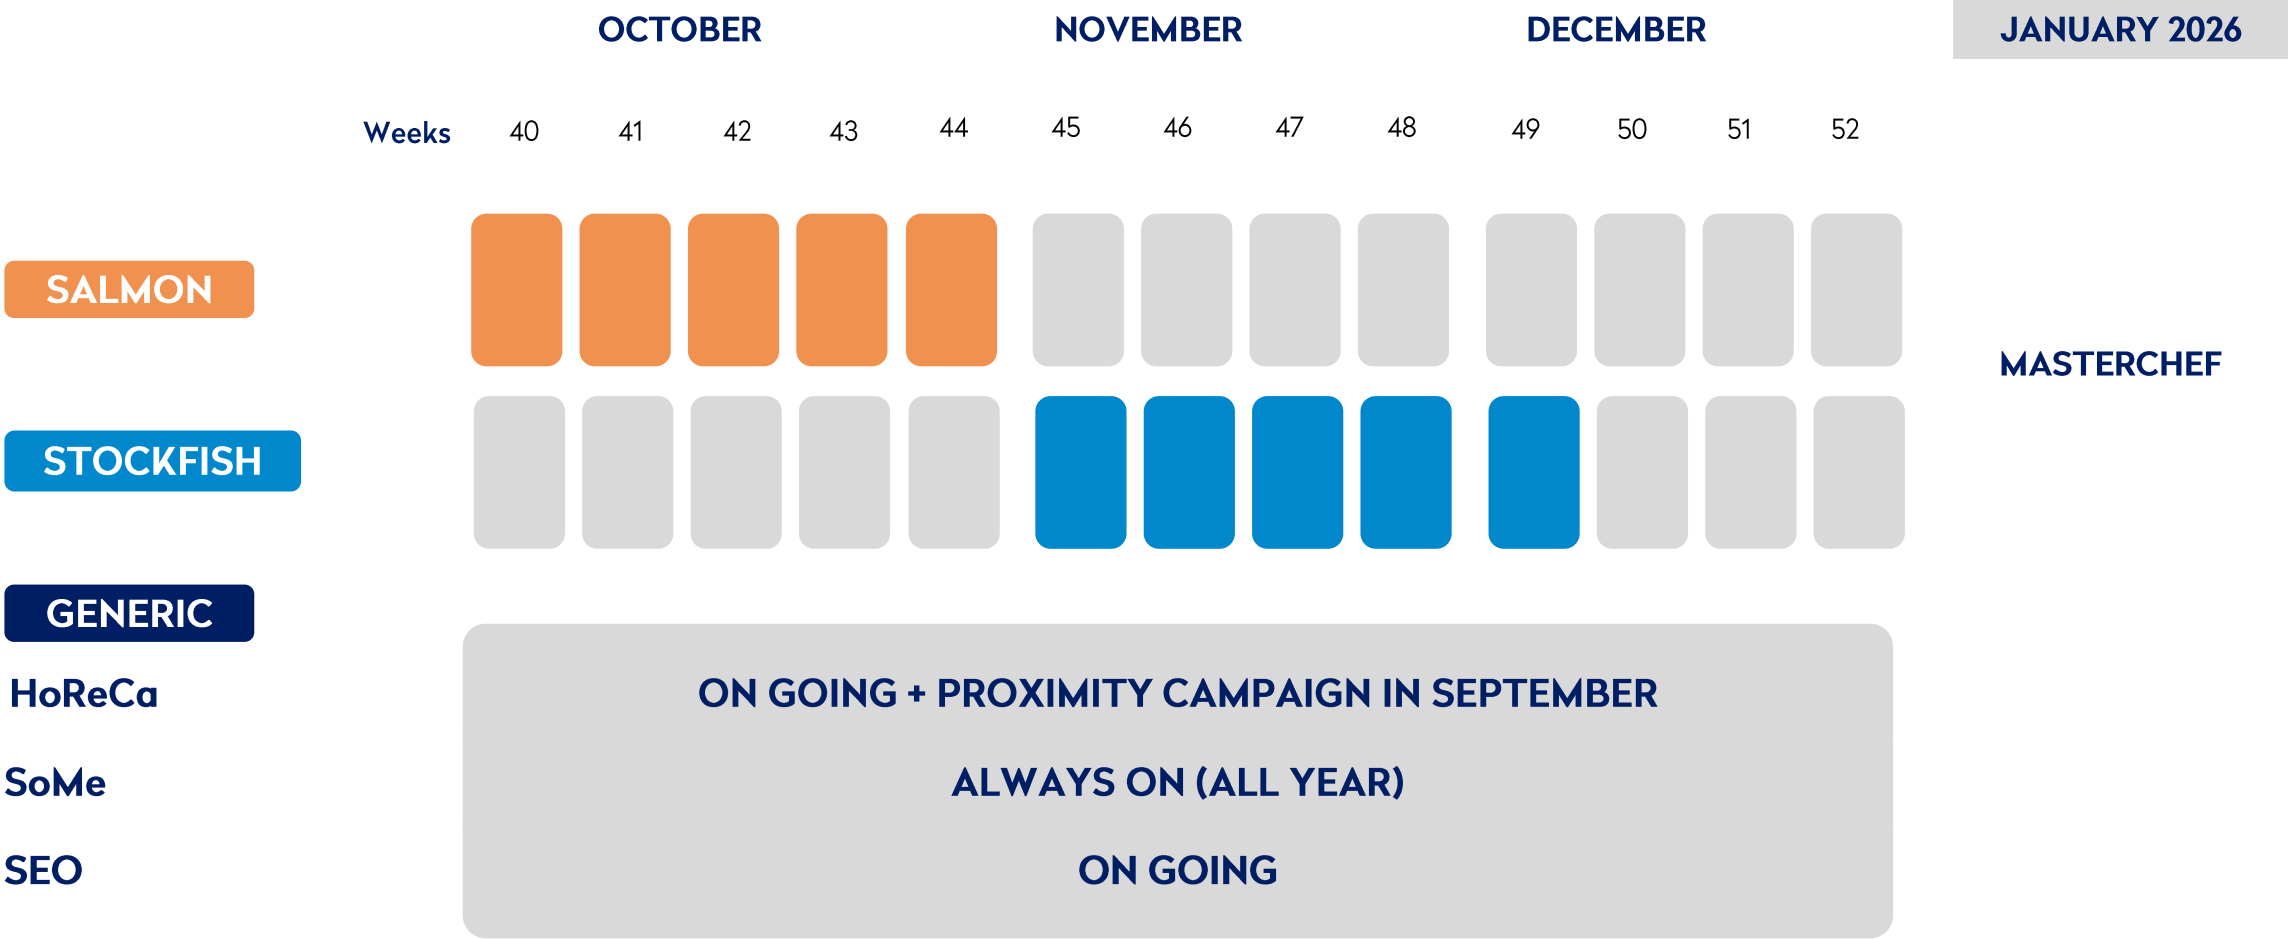 OCTOBER NOVEMBER DECEMBER JANUARY 2026
Weeks 40 41 42 43 44 45 46 47 48 49 50 51 52
SALMON
MASTERCHEF
STOCKFISH
GENERIC
HoReCa ON GOING + PROXIMITY CAMPAIGN IN SEPTEMBER
SoMe ALWAYS ON (ALL YEAR)
SEO ON GOING